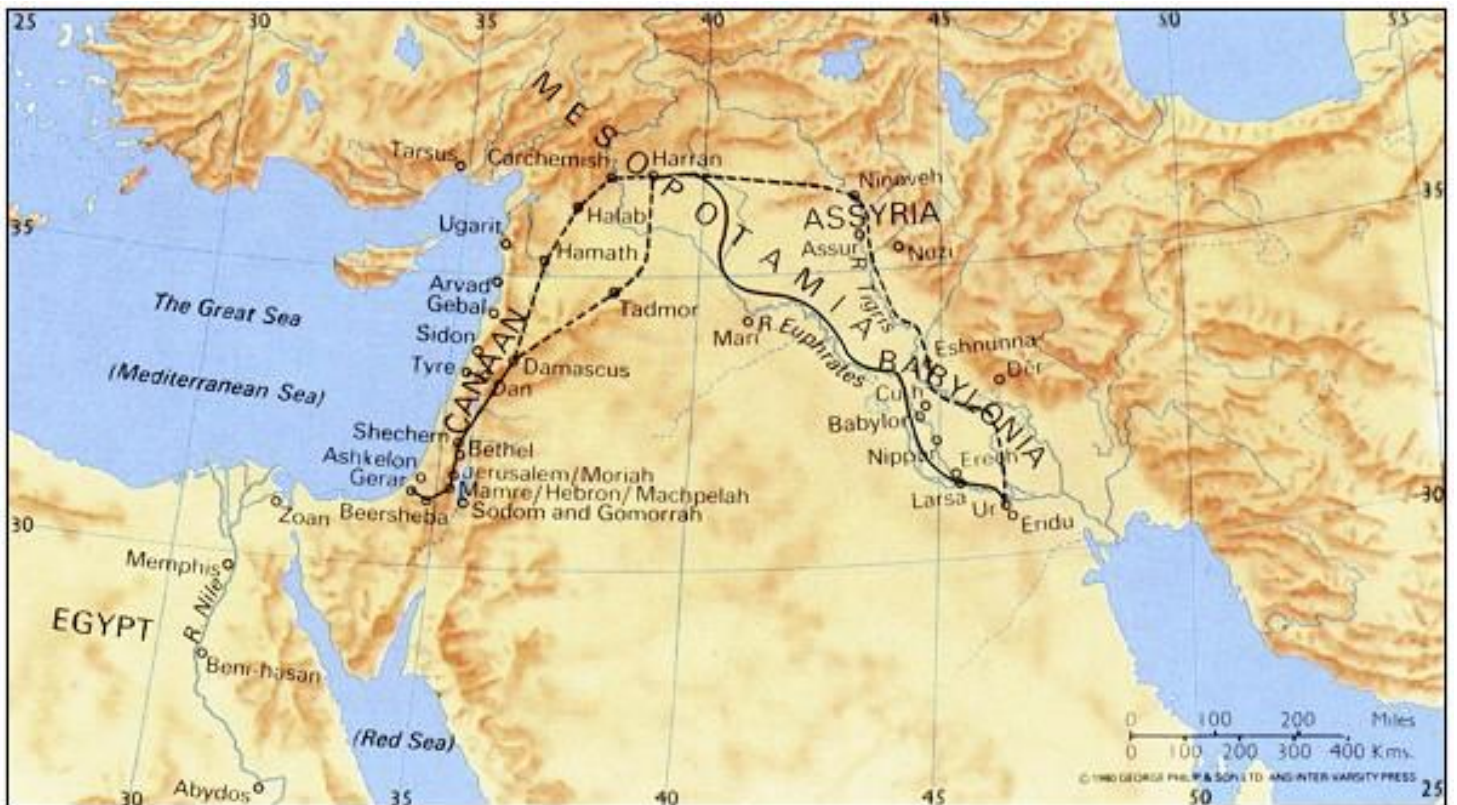 25 30 35 40 45 50 55
MESOPOTAMIA
Tarsus
Carchemish
Harran
Nineveh
35
ASSYRIA
Halab
Ugarit
35
Assur
Nuzi
Hamath
R Tigris
Arvad
Gebal
The Great Sea
Tadmor
Sidon
Mari
R. Euphrates
Eshnunna
CANAAN
BABYLONIA
Tyre
Damascus
Der
(Mediterranean Sea)
Dan
Cuth
Babylon
Shechem
Bethel
Nippur
Erech
Ashkelon
Jerusalem/Moriah
Gerar
Mamre/Hebron/Machpelah
Larsa
Ur
30
Beersheba
Sodom and Gomorrah
Zoan
Eridu
30
Memphis
EGYPT
R Nile
Beni-hasan
(Red Sea)
0 100 200 Miles
0 100 200 300 400 Kms.
© 1980 GEORGE PHILIP & SON LTD AND INTER-VARSITY PRESS
Abydos
30 35 40 45 50 25